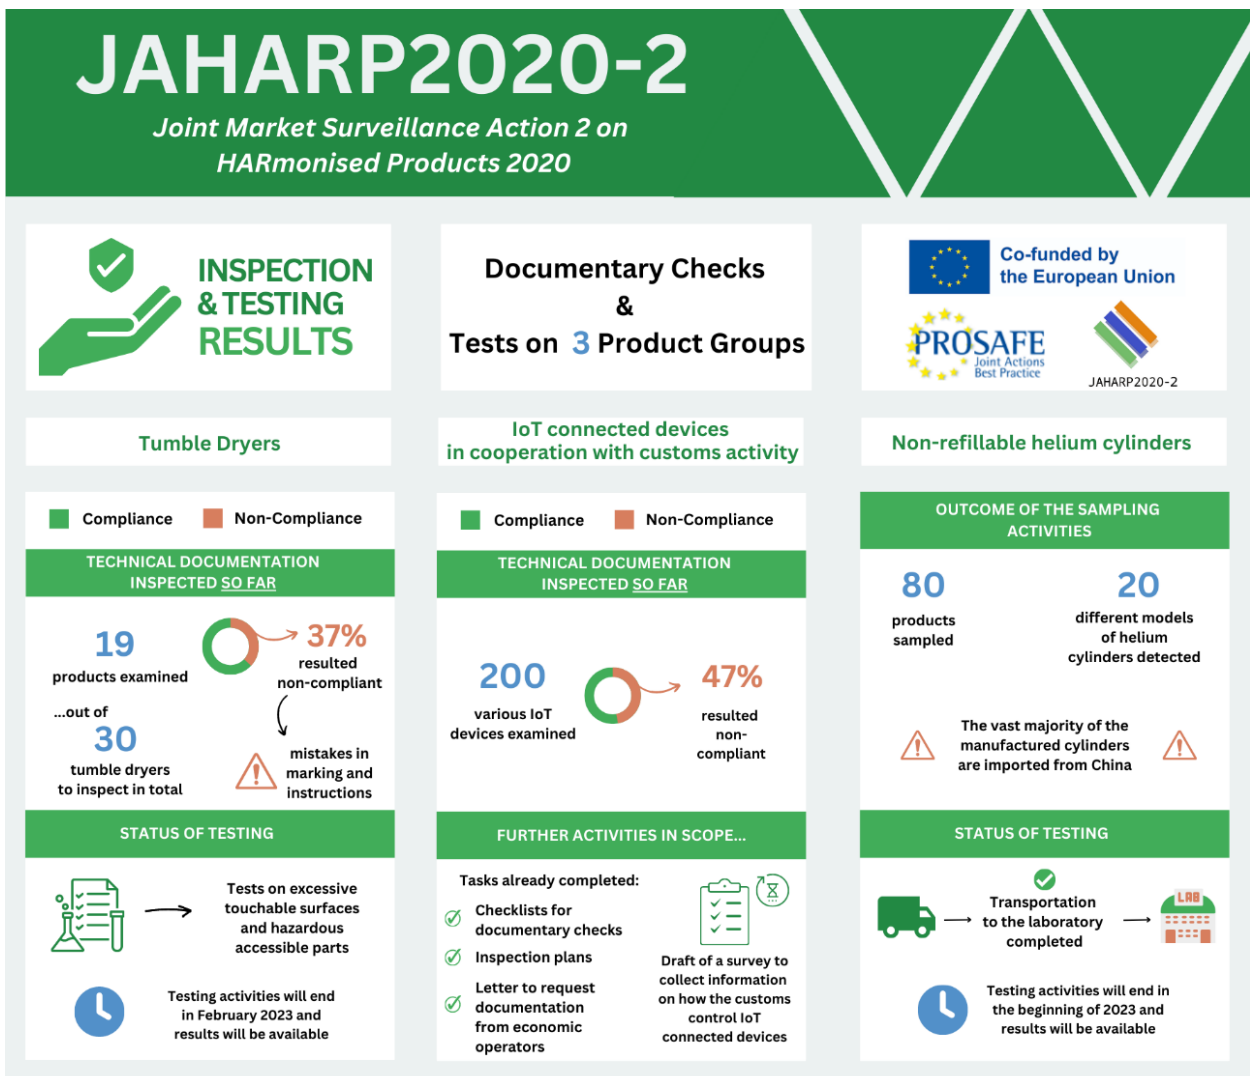 JAHARP2020-2
Joint Market Surveillance Action 2 on
HARmonised Products 2020
INSPECTION
& TESTING
RESULTS
Documentary Checks
&
Tests on 3 Product Groups
Co-funded by
the European Union
PROSAFE
Joint Actions
Best Practice
JAHARP2020-2
Tumble Dryers
IoT connected devices
in cooperation with customs activity
Non-refillable helium cylinders
Compliance Non-Compliance
TECHNICAL DOCUMENTATION
INSPECTED SO FAR
19
products examined
...out of
30
tumble dryers
to inspect in total
37%
resulted
non-compliant
mistakes in
marking and
instructions
STATUS OF TESTING
Tests on excessive
touchable surfaces
and hazardous
accessible parts
Testing activities will end
in February 2023 and
results will be available
Compliance Non-Compliance
TECHNICAL DOCUMENTATION
INSPECTED SO FAR
200
various IoT
devices examined
47%
resulted
non-
compliant
FURTHER ACTIVITIES IN SCOPE...
Tasks already completed:
Checklists for
documentary checks
Inspection plans
Letter to request
documentation
from economic
operators
Draft of a survey to
collect information
on how the customs
control IoT
connected devices
OUTCOME OF THE SAMPLING
ACTIVITIES
80
products
sampled
20
different models
of helium
cylinders detected
The vast majority of the
manufactured cylinders
are imported from China
STATUS OF TESTING
Transportation
to the laboratory
completed
LAB
Testing activities will end in
the beginning of 2023 and
results will be available